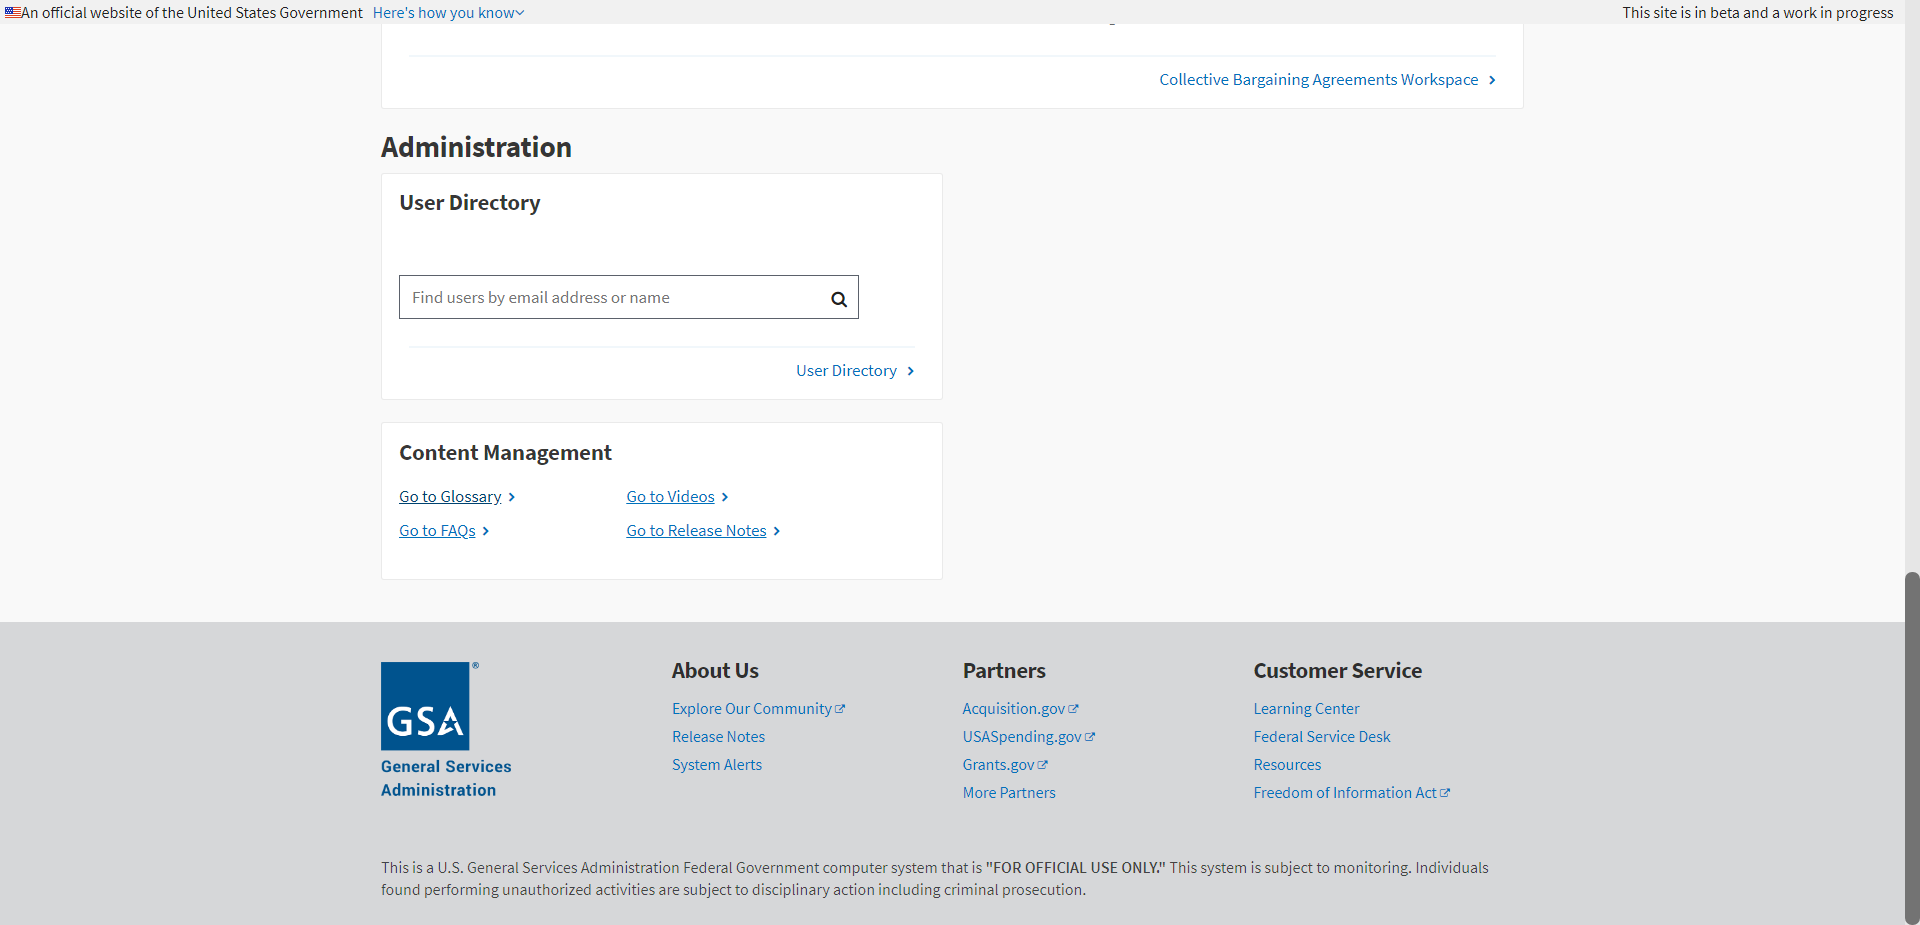 An official website of the United States Government Here's how you know
This site is in beta and a work in progress
Collective Bargaining Agreements Workspace
Administration
User Directory
Find users by email address or name
User Directory
Content Management
Go to Glossary
Go to Videos
Go to FAQs
Go to Release Notes
GSA
®
General Services
Administration
About Us
Explore Our Community
Release Notes
System Alerts
Partners
Acquisition.gov
USASpending.gov
Grants.gov
More Partners
Customer Service
Learning Center
Federal Service Desk
Resources
Freedom of Information Act
This is a U.S. General Services Administration Federal Government computer system that is "FOR OFFICIAL USE ONLY." This system is subject to monitoring. Individuals
found performing unauthorized activities are subject to disciplinary action including criminal prosecution.